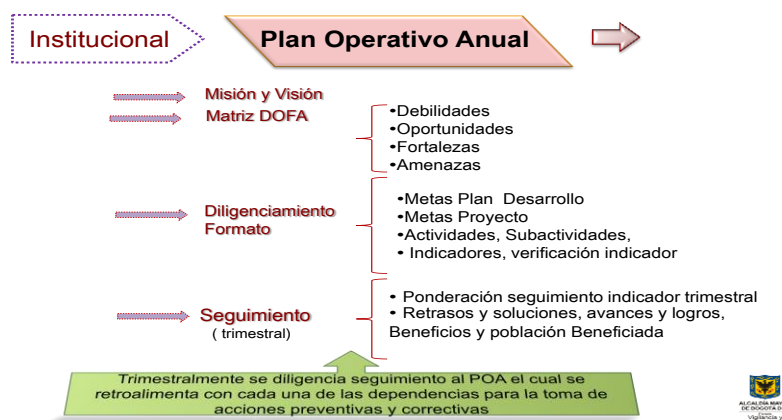 Institucional
Plan Operativo Anual
Misión y Visión
Matriz DOFA
•Debilidades
•Oportunidades
•Fortalezas
•Amenazas
Diligenciamiento
Formato
•Metas Plan Desarrollo
•Metas Proyecto
•Actividades, Subactividades,
• Indicadores, verificación indicador
Seguimiento
( trimestral)
• Ponderación seguimiento indicador trimestral
• Retrasos y soluciones, avances y logros,
Beneficios y población Beneficiada
Trimestralmente se diligencia seguimiento al POA el cual se
retroalimenta con cada una de las dependencias para la toma de
acciones preventivas y correctivas
ALCALDÍA MAY
DE BOGOTÁ D
Vigilancia y